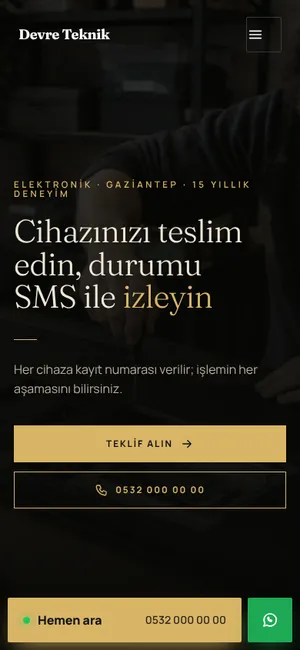 Devre Teknik
ELEKTRONİK · GAZİANTEP · 15 YILLIK
DENEYİM
Cihazınızı teslim
edin, durumu
SMS ile izleyin
Her cihaza kayıt numarası verilir; işlemin her
aşamasını bilirsiniz.
TEKLİF ALIN →
0532 000 00 00
Hemen ara 0532 000 00 00